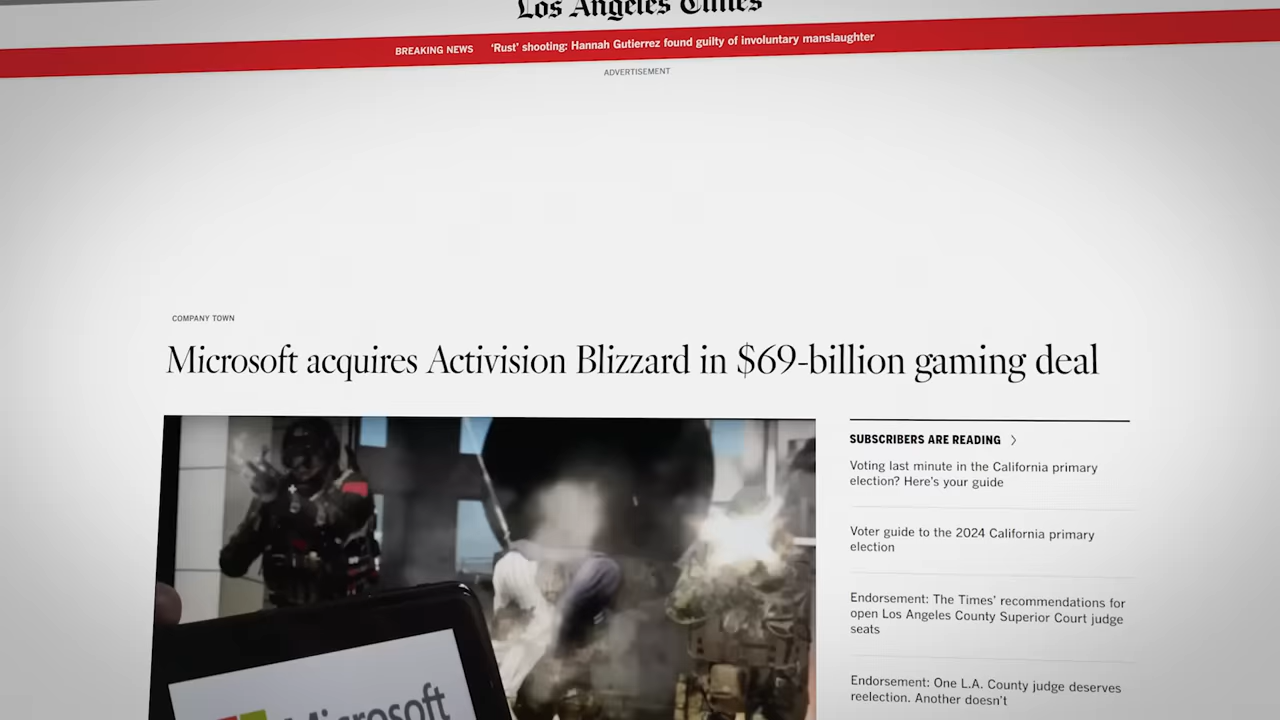 Los Angeles Times
BREAKING NEWS ‘Rust’ shooting: Hannah Gutierrez found guilty of involuntary manslaughter
ADVERTISEMENT
COMPANY TOWN
Microsoft acquires Activision Blizzard in $69-billion gaming deal
SUBSCRIBERS ARE READING
Voting last minute in the California primary
election? Here's your guide
Voter guide to the 2024 California primary
election
Endorsement: The Times’ recommendations for
open Los Angeles County Superior Court judge
seats
Endorsement: One L.A. County judge deserves
reelection. Another doesn’t
Microsoft